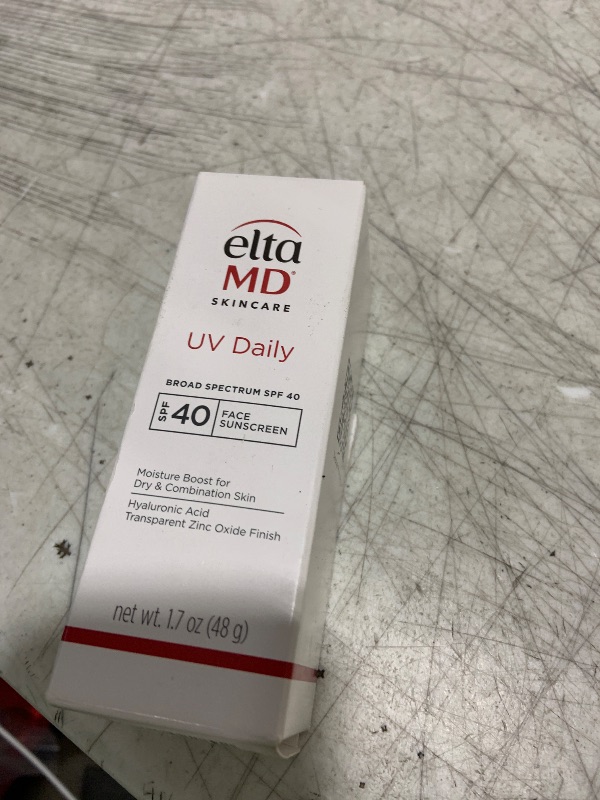 elta
MD®
SKINCARE
UV Daily
BROAD SPECTRUM SPF 40
SPF 40 FACE
SUNSCREEN
Moisture Boost for
Dry & Combination Skin
Hyaluronic Acid
Transparent Zinc Oxide Finish
net wt. 1.7 oz (48 g)